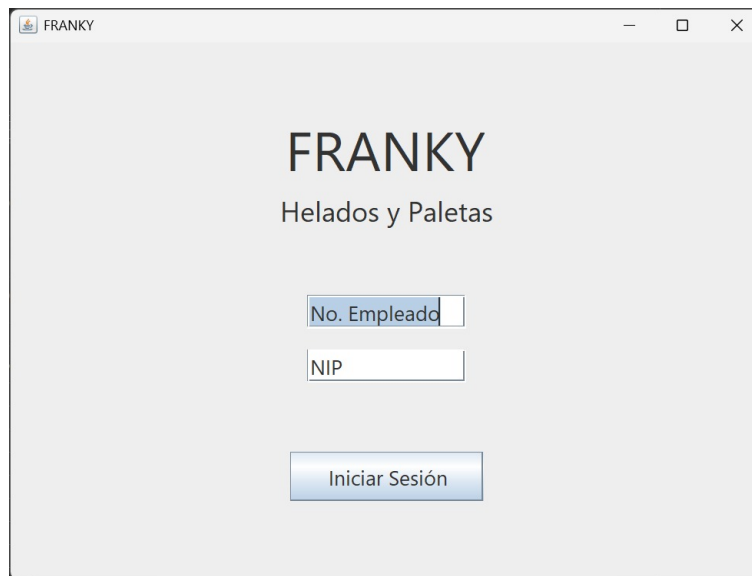 FRANKY
FRANKY
Helados y Paletas
No. Empleado
NIP
Iniciar Sesión